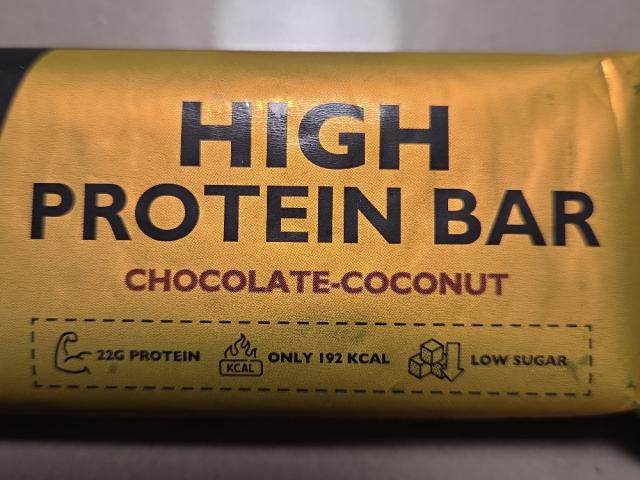 HIGH
PROTEIN BAR
CHOCOLATE-COCONUT
22G PROTEIN
KCAL
ONLY 192 KCAL
LOW SUGAR